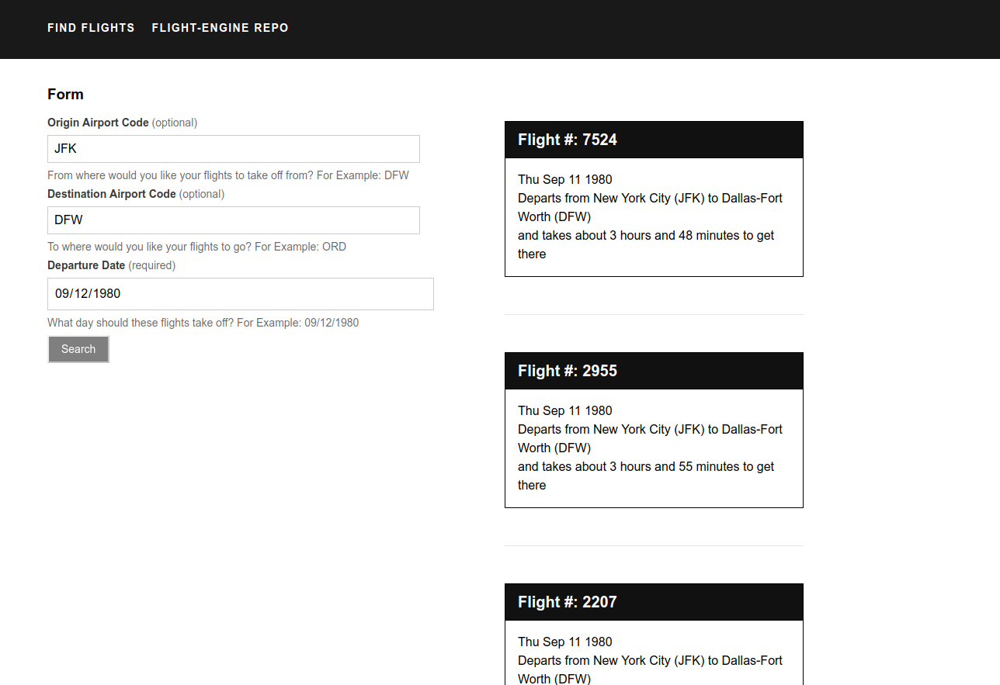 FIND FLIGHTS FLIGHT-ENGINE REPO
Form
Origin Airport Code (optional)
JFK
From where would you like your flights to take off from? For Example: DFW
Destination Airport Code (optional)
DFW
To where would you like your flights to go? For Example: ORD
Departure Date (required)
09/12/1980
What day should these flights take off? For Example: 09/12/1980
Search
Flight #: 7524
Thu Sep 11 1980
Departs from New York City (JFK) to Dallas-Fort
Worth (DFW)
and takes about 3 hours and 48 minutes to get
there
Flight #: 2955
Thu Sep 11 1980
Departs from New York City (JFK) to Dallas-Fort
Worth (DFW)
and takes about 3 hours and 55 minutes to get
there
Flight #: 2207
Thu Sep 11 1980
Departs from New York City (JFK) to Dallas-Fort
Worth (DFW)